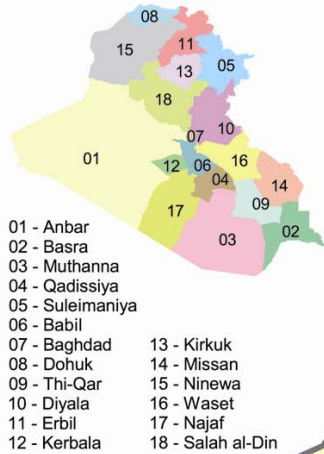 08
11
15
05
13
18
10
07
01
16
12
06
04
14
17
09
02
03
01 - Anbar
02 - Basra
03 - Muthanna
04 - Qadissiya
05 - Suleimaniya
06 - Babil
07 - Baghdad
08 - Dohuk
09 - Thi-Qar
10 - Diyala
11 - Erbil
12 - Kerbala
13 - Kirkuk
14 - Missan
15 - Ninewa
16 - Waset
17 - Najaf
18 - Salah al-Din